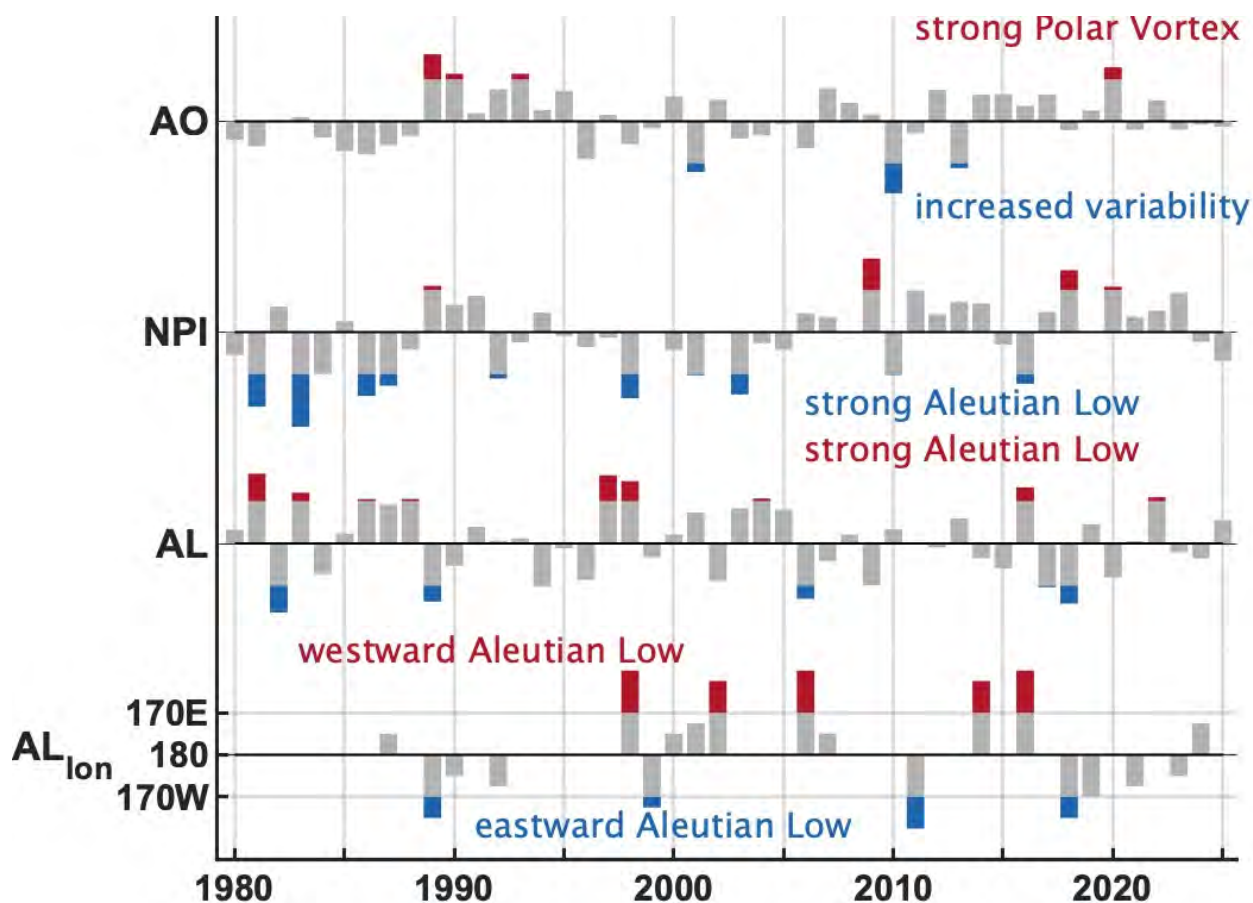 strong Polar Vortex
AO
increased variability
NPI
strong Aleutian Low
strong Aleutian Low
AL
westward Aleutian Low
170E
ALlon 180
170W
eastward Aleutian Low
1980 1990 2000 2010 2020